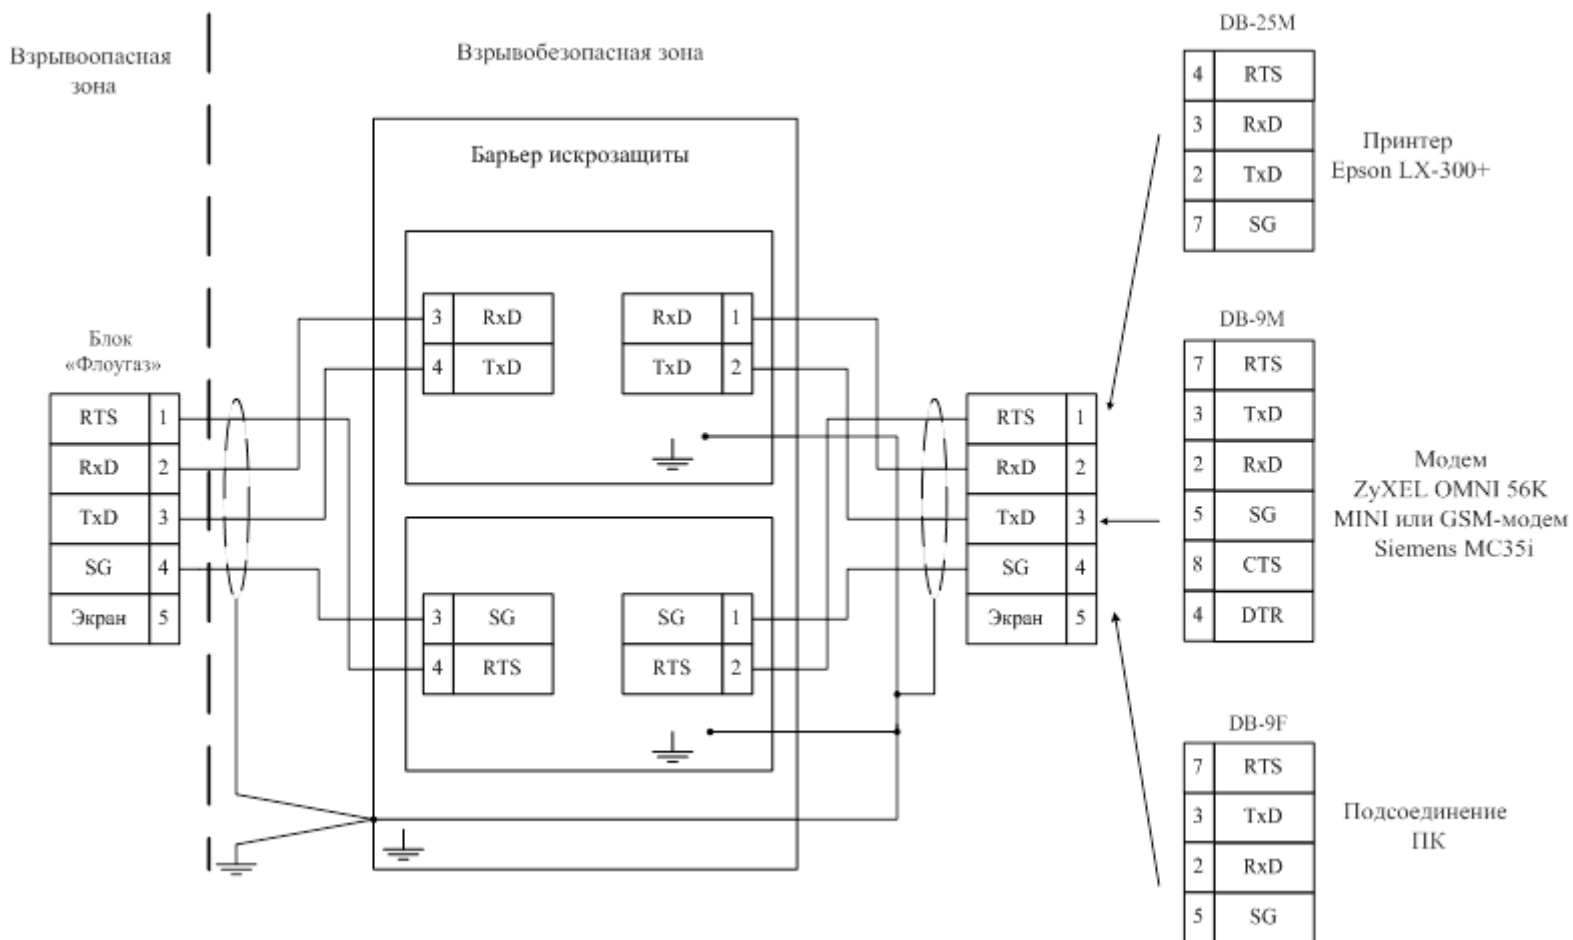 Взрывоопасная
зона
Взрывобезопасная зона
Барьер искрозащиты
Блок
«Флоугаз»
RTS 1
RxD 2
TxD 3
SG 4
Экран 5
3 RxD
4 TxD
RxD 1
TxD 2
3 SG
4 RTS
SG 1
RTS 2
RTS 1
RxD 2
TxD 3
SG 4
Экран 5
DB-25M
4 RTS
3 RxD
2 TxD
7 SG
Принтер
Epson LX-300+
DB-9M
7 RTS
3 TxD
2 RxD
5 SG
8 CTS
4 DTR
Модем
ZyXEL OMNI 56K
MINI или GSM-модем
Siemens MC35i
DB-9F
7 RTS
3 TxD
2 RxD
5 SG
Подсоединение
ПК